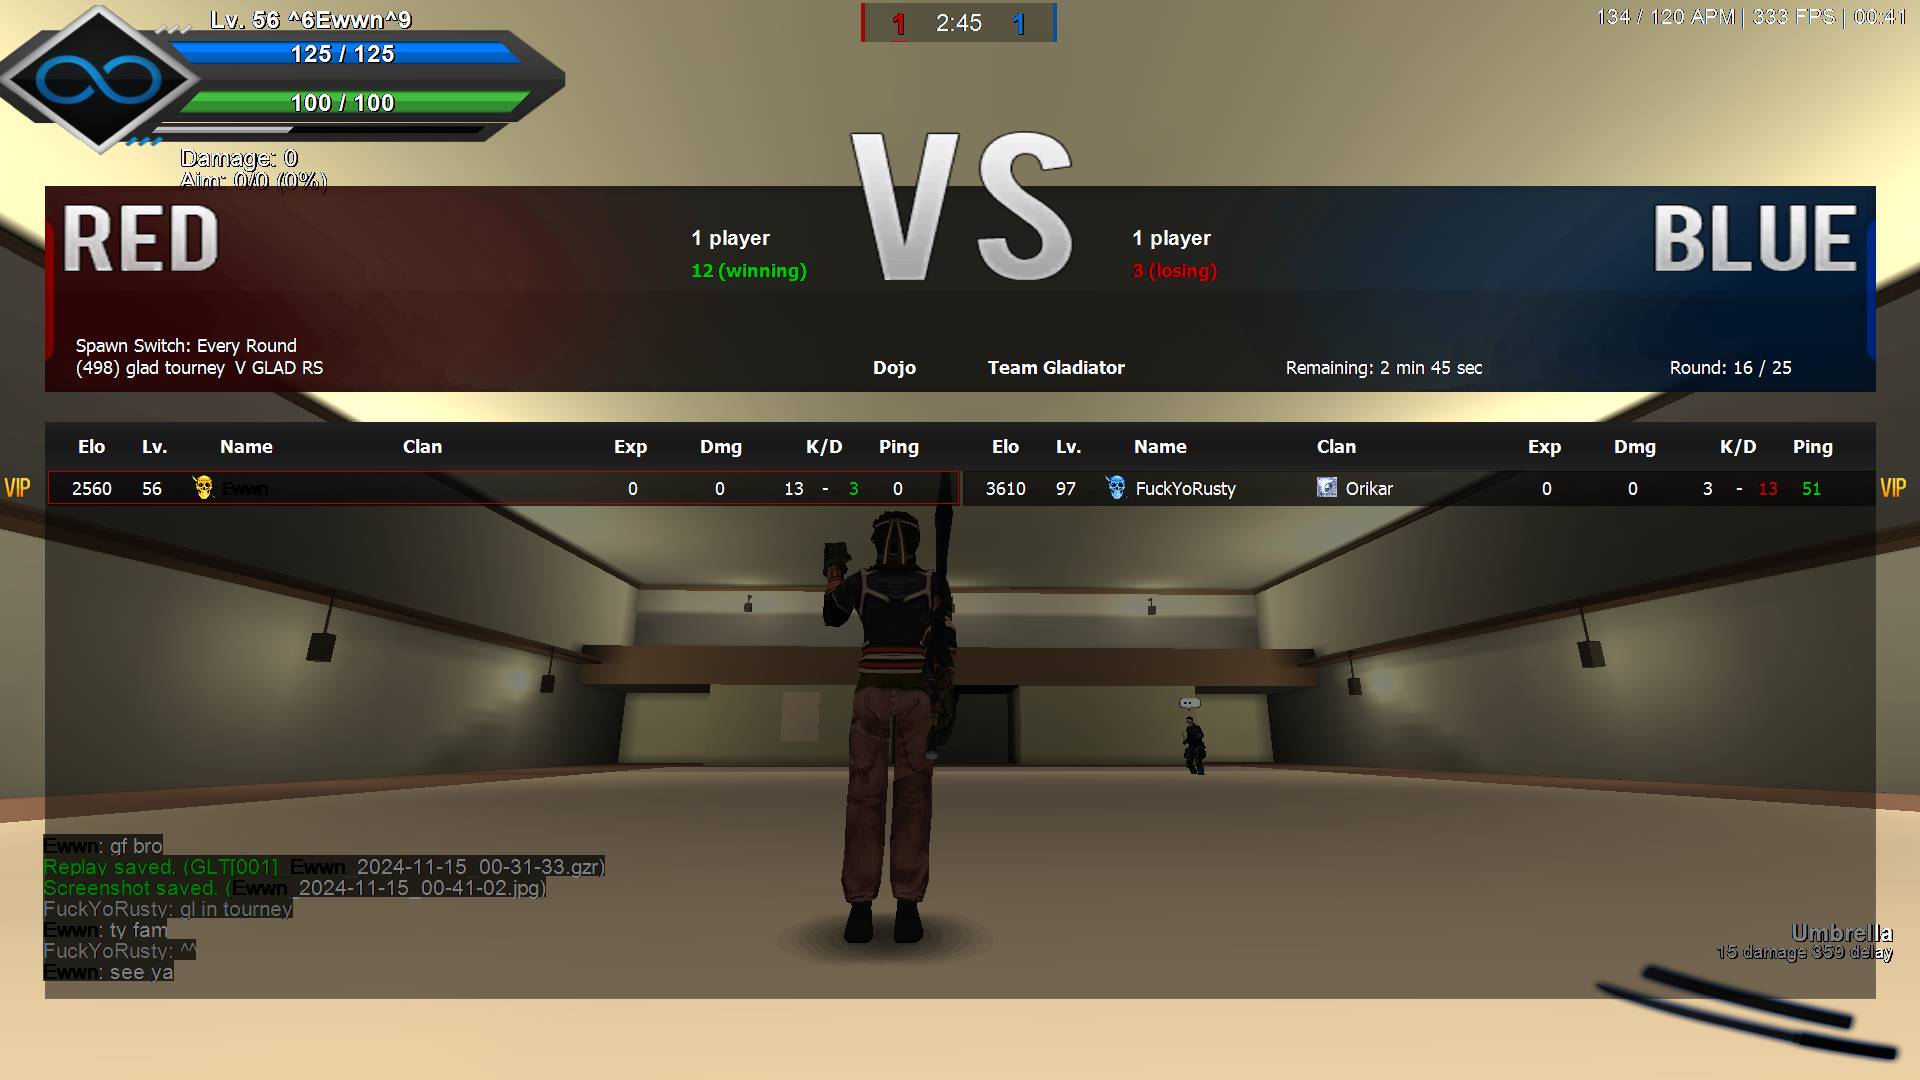 Lv. 56 ^6Ewwn^9
125 / 125
100 / 100
Damage: 0
Aim: 0/0 (0%)
1 2:45 1
134 / 120 APM | 333 FPS | 00:41
VS
RED
1 player
12 (winning)
1 player
3 (losing)
BLUE
Spawn Switch: Every Round
(498) glad tourney V GLAD RS
Dojo
Team Gladiator
Remaining: 2 min 45 sec
Round: 16 / 25
Elo Lv. Name Clan Exp Dmg K/D Ping Elo Lv. Name Clan Exp Dmg K/D Ping
VIP 2560 56 Ewwn 0 0 13 - 3 0 3610 97 FuckYoRusty Orikar 0 0 3 - 13 51 VIP
Ewwn: gf bro
Replay saved. (GLT[001]_Ewwn_2024-11-15_00-31-33.gzr)
Screenshot saved. (Ewwn_2024-11-15_00-41-02.jpg)
FuckYoRusty: gl in tourney
Ewwn: ty fam
FuckYoRusty: ^^
Ewwn: see ya
Umbrella
15 damage 359 delay